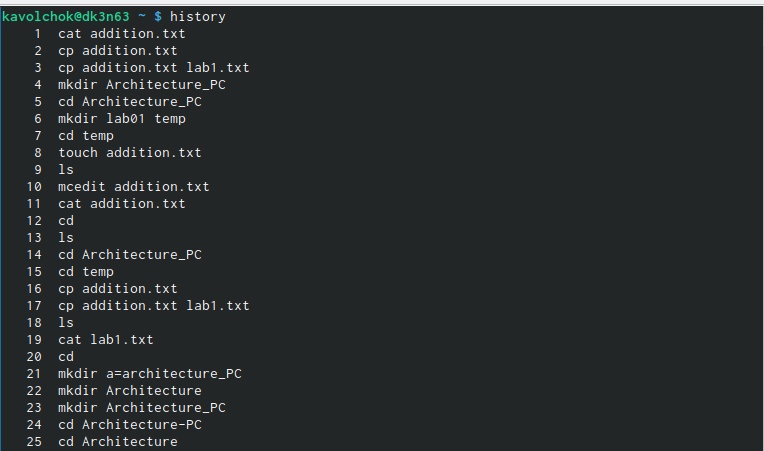 kavolchok@dk3n63 ~ $ history
1 cat addition.txt
2 cp addition.txt
3 cp addition.txt lab1.txt
4 mkdir Architecture_PC
5 cd Architecture_PC
6 mkdir lab01 temp
7 cd temp
8 touch addition.txt
9 ls
10 mcedit addition.txt
11 cat addition.txt
12 cd
13 ls
14 cd Architecture_PC
15 cd temp
16 cp addition.txt
17 cp addition.txt lab1.txt
18 ls
19 cat lab1.txt
20 cd
21 mkdir a=architecture_PC
22 mkdir Architecture
23 mkdir Architecture_PC
24 cd Architecture-PC
25 cd Architecture